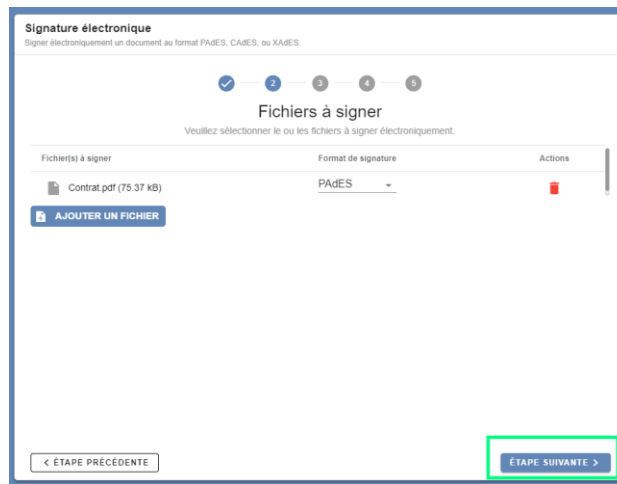 Signature électronique
Signer électroniquement un document au format PAdES, CAdES, ou XAdES.
2 3 4 5
Fichiers à signer
Veuillez sélectionner le ou les fichiers à signer électroniquement.
Fichier(s) à signer Format de signature Actions
Contrat.pdf (75.37 kB) PAdES
AJOUTER UN FICHIER
< ÉTAPE PRÉCÉDENTE ÉTAPE SUIVANTE >